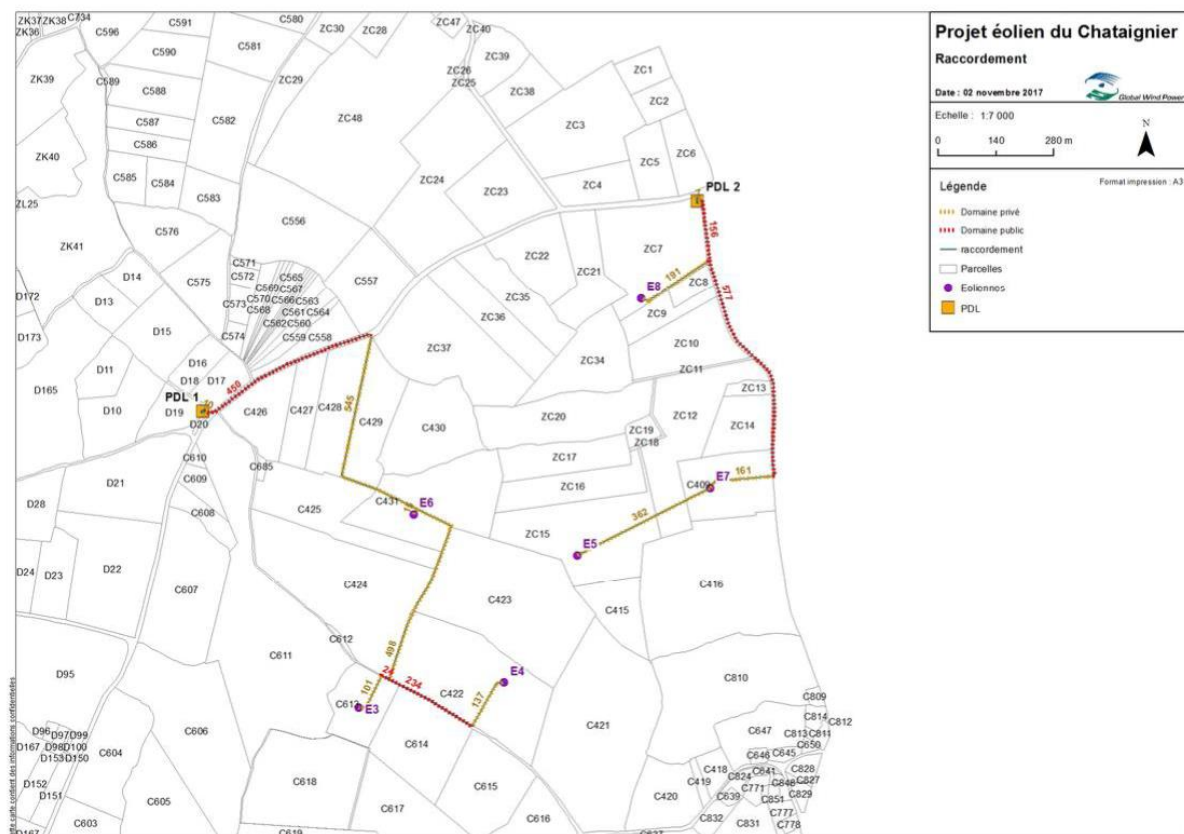 Projet éolien du Chataignier
Raccordement
Date : 02 novembre 2017
Global Wind Power
Echelle : 1:7 000
N
0 140 280 m
Légende
Format impression : A3
Domaine privé
Domaine public
raccordement
Parcelles
Eoliennes
PDL
ZK37 ZK38 C734 C591 C580 ZC47
ZK36 C596 ZC30 ZC28 ZC40
C590 C581 ZC39
ZK39 C589 ZC29 ZC26 ZC1
C588 ZC25 ZC38 ZC2
C587 C582 ZC48 ZC3
C586 ZC6
ZK40 C585 C584 ZC24 ZC23 ZC4 ZC5
C583 PDL 2
ZL25
C576 C556 156
ZK41 ZC22 ZC21 ZC7
C571 C565
D14 C575 C572 C567 C557 191 ZC8
D172 C569 E8 577
D13 C570 C566 C563 ZC35
C573 C568 C561 C564 ZC9
D173 D15 C562 C560 ZC36
C574 C559 C558 ZC37 ZC34 ZC10
D16
D11 D18 D17 458 ZC11
D165 PDL 1 ZC13
D10 D19 C426 C427 C428 545 C429 C430 ZC20 ZC12
D20 ZC19 ZC14
C610 ZC18
C609 C685 ZC17
D21 E7 161
D28 C608 C425 C431 E6 ZC16 C409
362
ZC15
E5
D24 D23 D22 C607 C424 C423 C415 C416
C612
C611 498
24
D95 234 E4
C613 101 C422 137 C810
E3 C809
D96 C606 C614 C421 C647 C814 C812
D167 D97 D99 C813 C811
D98 D100 C604 C650
D153 D150 C646 C645
C618 C615 C418 C641 C828
D152 C824 C848 C827
D151 C605 C419 C771 C829
C617 C420 C639 C851
C603 C616 C832 C831 C777
D167 C619 C778